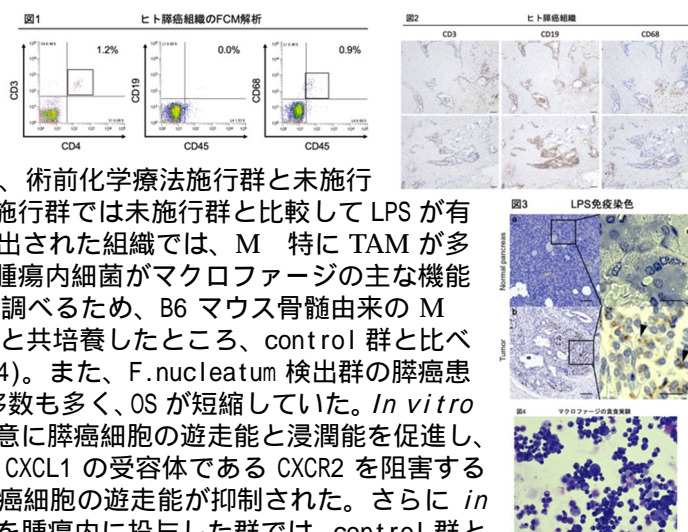 図1 ヒト膵癌組織のFCM解析
1.2% 0.0% 0.9%
CD3 CD19 CD68
CD4 CD45 CD45
図2 ヒト膵癌組織
CD3 CD19 CD68
、術前化学療法施行群と未施行
施行群では未施行群と比較して LPS が有
出された組織では、M 特に TAM が多
腫瘍内細菌がマクロファージの主な機能
調べるため、B6 マウス骨髄由来の M
と共培養したところ、control 群と比べ
4)。また、F.nucleatum 検出群の膵癌患
多数も多く、OS が短縮していた。In vitro
意に膵癌細胞の遊走能と浸潤能を促進し、
CXCL1 の受容体である CXCR2 を阻害する
癌細胞の遊走能が抑制された。さらに in
を腫瘍内に投与した群では、control 群と
図3 LPS免疫染色
a
Normal pancreas
b
Tumor
図4 マクロファージの貪食実験